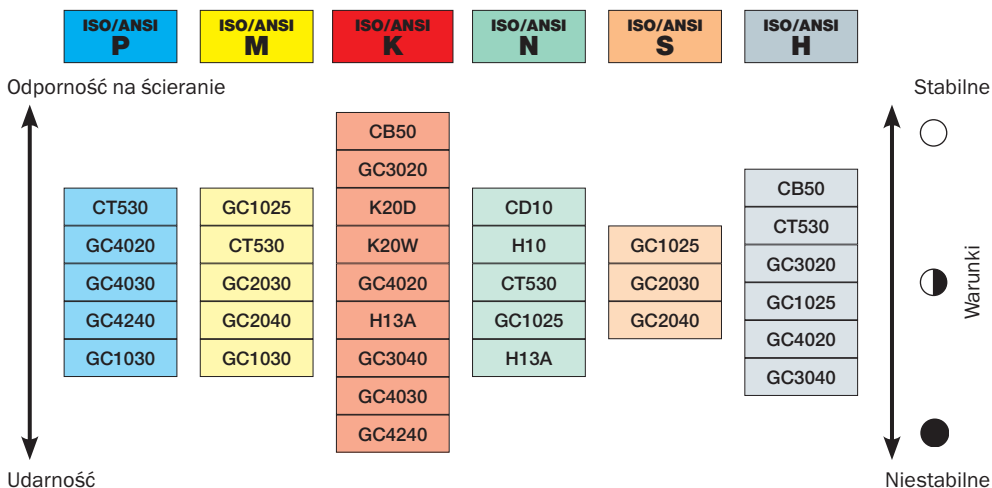 ISO/ANSI
P
ISO/ANSI
M
ISO/ANSI
K
ISO/ANSI
N
ISO/ANSI
S
ISO/ANSI
H
Odporność na ścieranie
Stabilne
CT530
GC4020
GC4030
GC4240
GC1030
GC1025
CT530
GC2030
GC2040
GC1030
CB50
GC3020
K20D
K20W
GC4020
H13A
GC3040
GC4030
GC4240
CD10
H10
CT530
GC1025
H13A
GC1025
GC2030
GC2040
CB50
CT530
GC3020
GC1025
GC4020
GC3040
Warunki
Udarność
Niestabilne